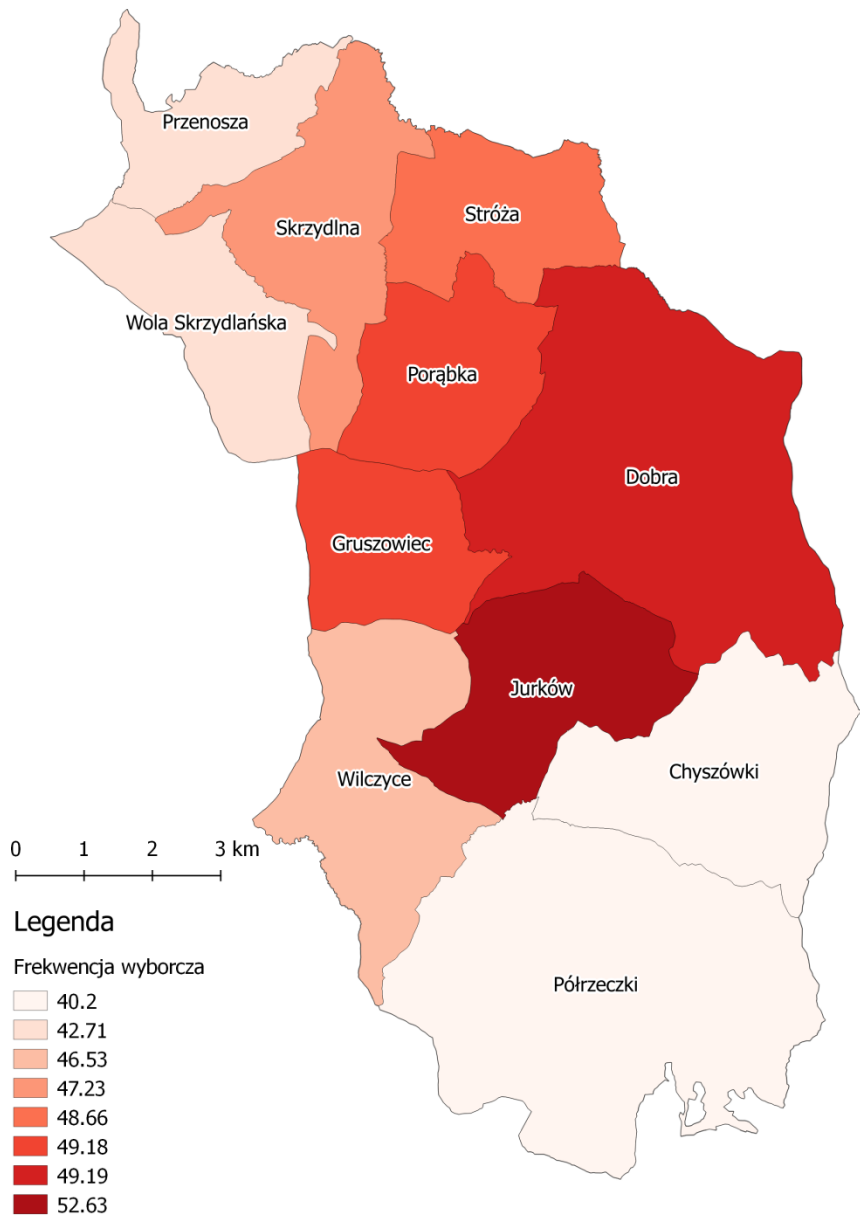 Przenosza
Skrzydlna
Stróża
Wola Skrzydlańska
Porąbka
Dobra
Gruszowiec
Jurków
Chyszówki
Wilczyce
0 1 2 3 km
Półrzeczki
Legenda
Frekwencja wyborcza
40.2
42.71
46.53
47.23
48.66
49.18
49.19
52.63